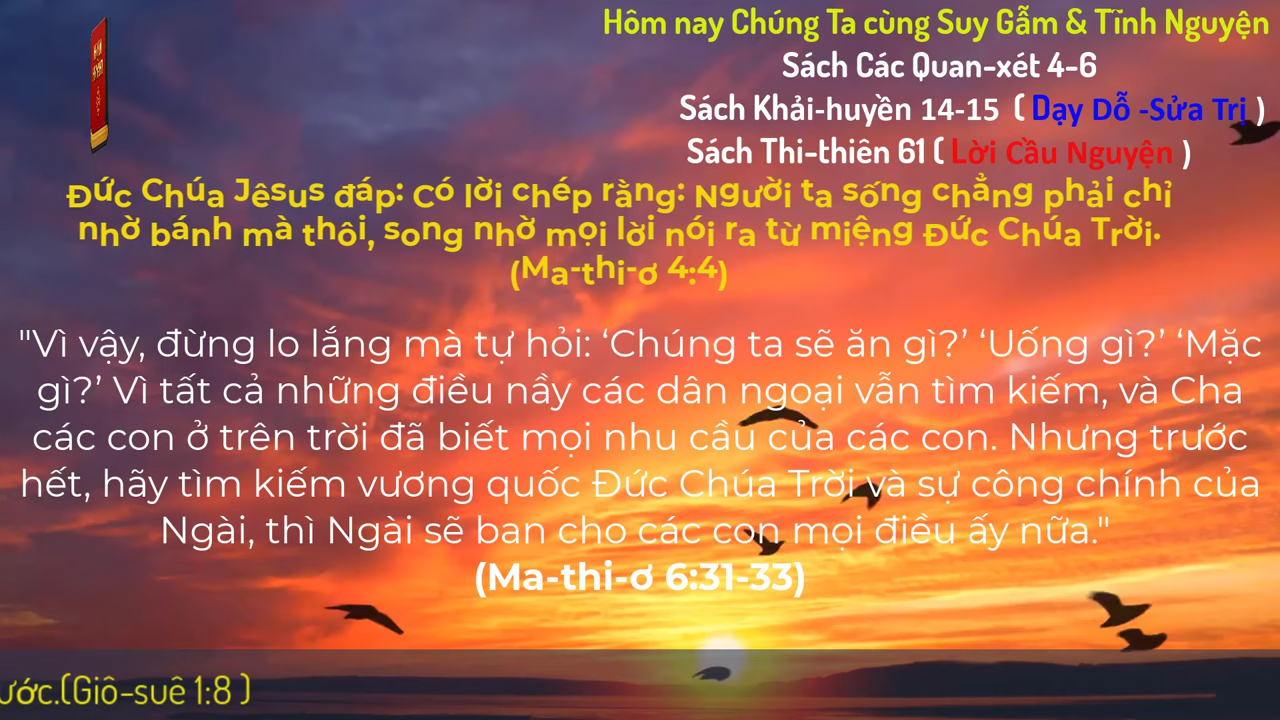 Hôm nay Chúng Ta cùng Suy Gẫm & Tĩnh Nguyện
Sách Các Quan-xét 4-6
Sách Khải-huyền 14-15 ( Dạy Dỗ -Sửa Trị )
Sách Thi-thiên 61 ( Lời Cầu Nguyện )
Đức Chúa Jêsus đáp: Có lời chép rằng: Người ta sống chẳng phải chỉ
nhờ bánh mà thôi, song nhờ mọi lời nói ra từ miệng Đức Chúa Trời.
(Ma-thi-ơ 4:4)
"Vì vậy, đừng lo lắng mà tự hỏi: ‘Chúng ta sẽ ăn gì?’ ‘Uống gì?’ ‘Mặc
gì?’ Vì tất cả những điều nầy các dân ngoại vẫn tìm kiếm, và Cha
các con ở trên trời đã biết mọi nhu cầu của các con. Nhưng trước
hết, hãy tìm kiếm vương quốc Đức Chúa Trời và sự công chính của
Ngài, thì Ngài sẽ ban cho các con mọi điều ấy nữa."
(Ma-thi-ơ 6:31-33)
ước.(Giô-suê 1:8 )